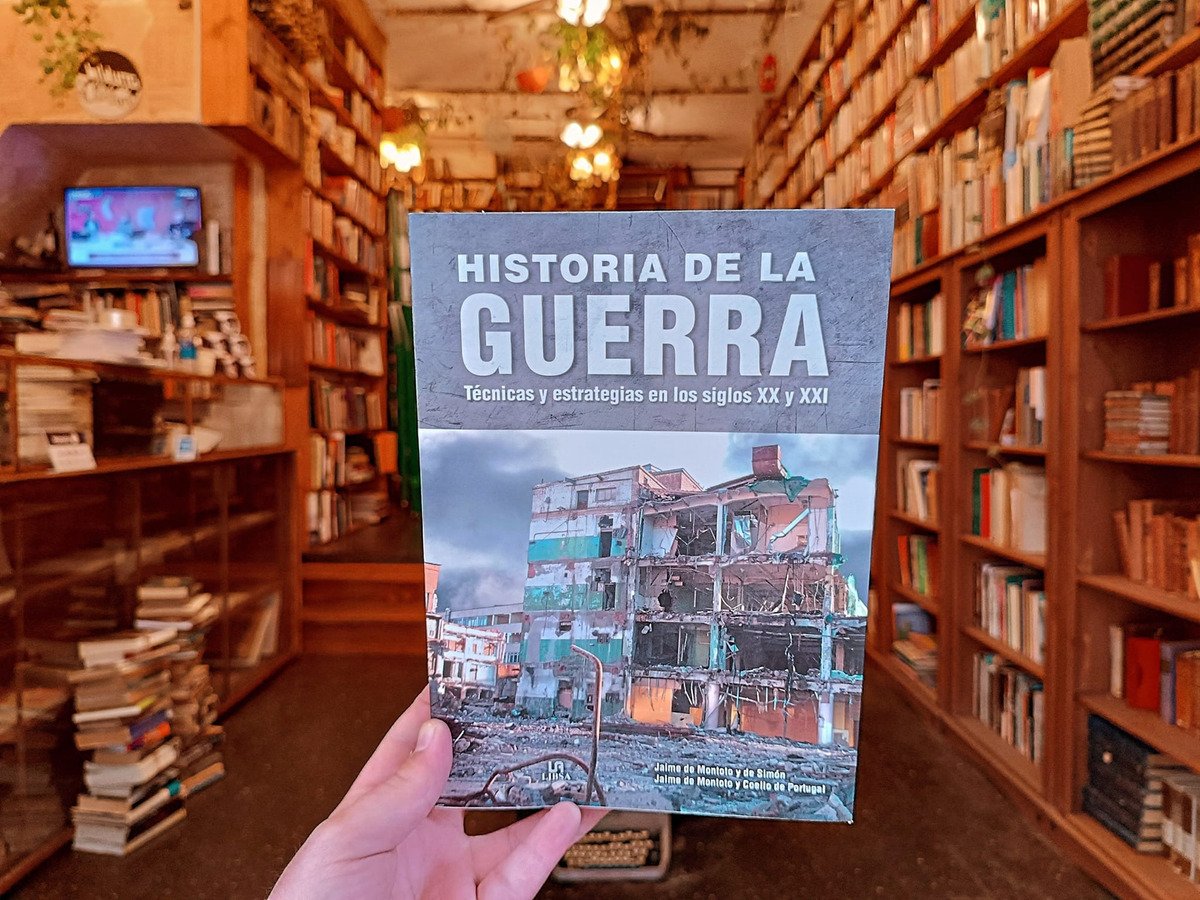 HISTORIA DE LA
GUERRA
Técnicas y estrategias en los siglos XX y XXI
LIBSA
Jaime de Montoto y de Simón
Jaime de Montoto y Coello de Portugal